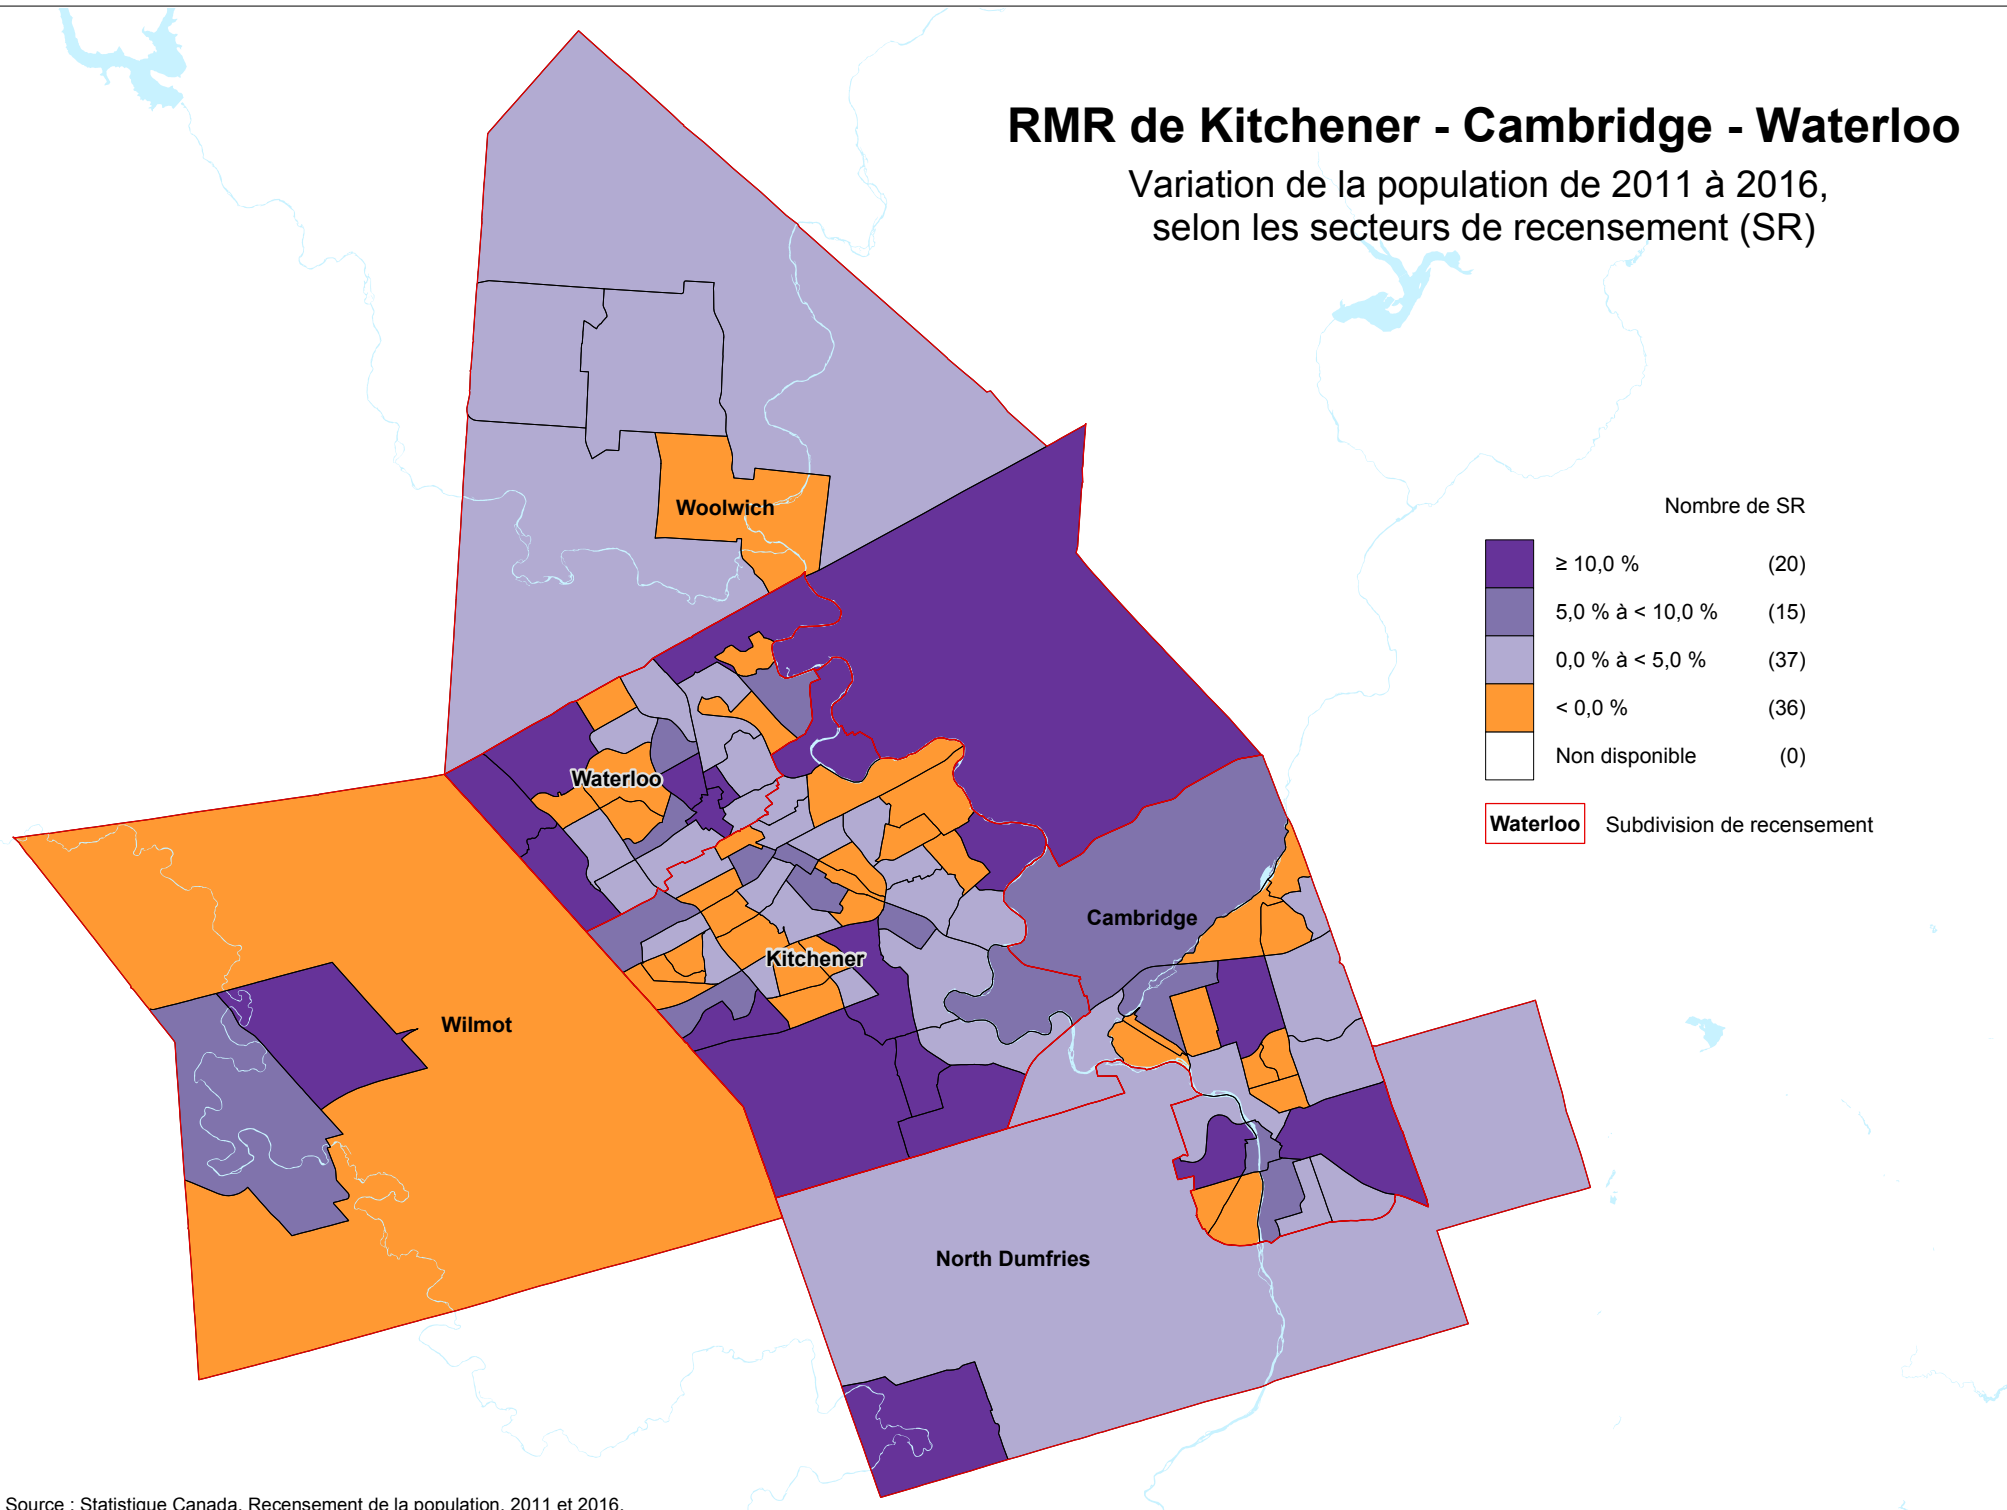 RMR de Kitchener - Cambridge - Waterloo
Variation de la population de 2011 à 2016,
selon les secteurs de recensement (SR)
Nombre de SR
≥ 10,0 % (20)
5,0 % à < 10,0 % (15)
0,0 % à < 5,0 % (37)
< 0,0 % (36)
Non disponible (0)
Waterloo Subdivision de recensement
Woolwich
Waterloo
Cambridge
Kitchener
Wilmot
North Dumfries
Source : Statistique Canada, Recensement de la population, 2011 et 2016.